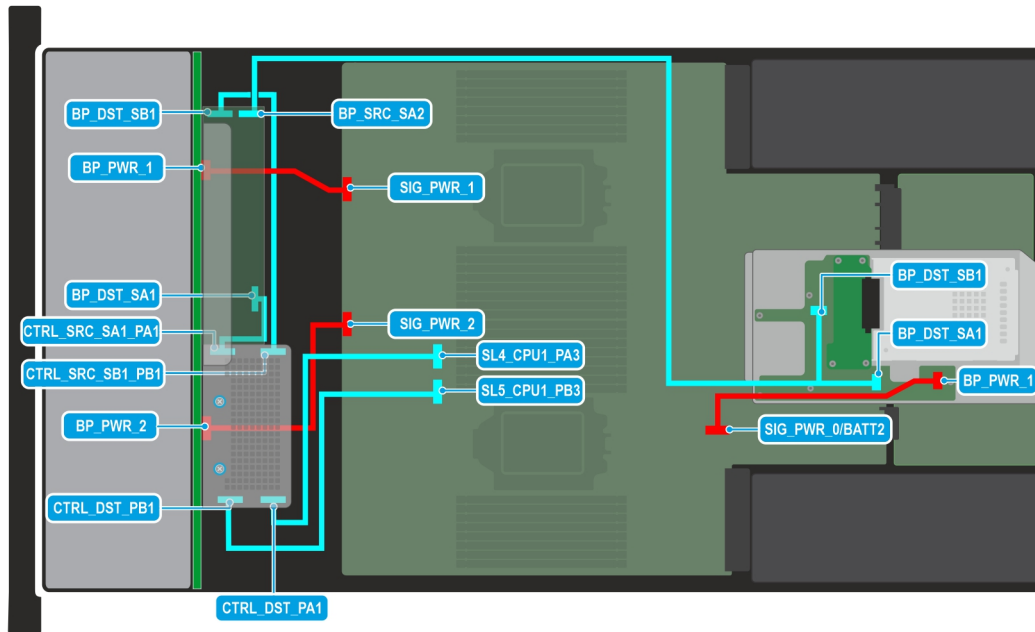 BP_DST_SB1
BP_SRC_SA2
BP_PWR_1
SIG_PWR_1
BP_DST_SB1
BP_DST_SA1
SIG_PWR_2
CTRL_SRC_SA1_PA1
BP_DST_SA1
SL4_CPU1_PA3
CTRL_SRC_SB1_PB1
BP_PWR_1
SL5_CPU1_PB3
BP_PWR_2
SIG_PWR_0/BATT2
CTRL_DST_PB1
CTRL_DST_PA1